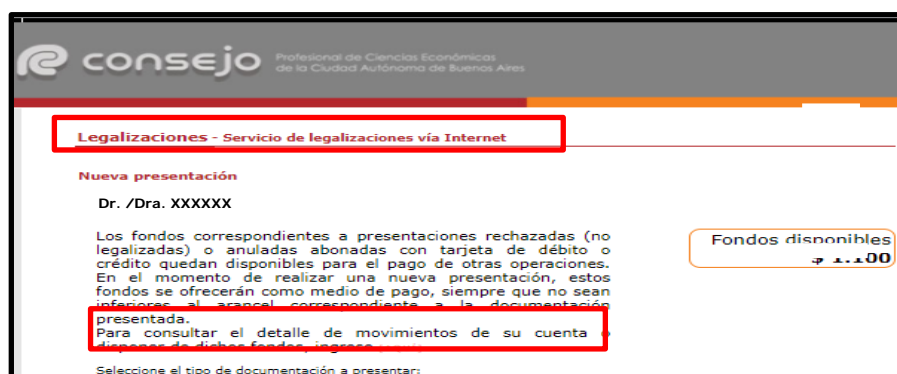 consejo
Profesional de Ciencias Económicas
de la Ciudad Autónoma de Buenos Aires
Legalizaciones - Servicio de legalizaciones vía Internet
Nueva presentación
Dr. /Dra. XXXXXX
Los fondos correspondientes a presentaciones rechazadas (no
legalizadas) o anuladas abonadas con tarjeta de débito o
crédito quedan disponibles para el pago de otras operaciones.
En el momento de realizar una nueva presentación, estos
fondos se ofrecerán como medio de pago, siempre que no sean
inferiores al arancel correspondiente a la documentación
presentada.
Para consultar el detalle de movimientos de su cuenta o
disponer de dichos fondos, ingrese
Fondos disponibles
$ 1.100
Seleccione el tipo de documentación a presentar: